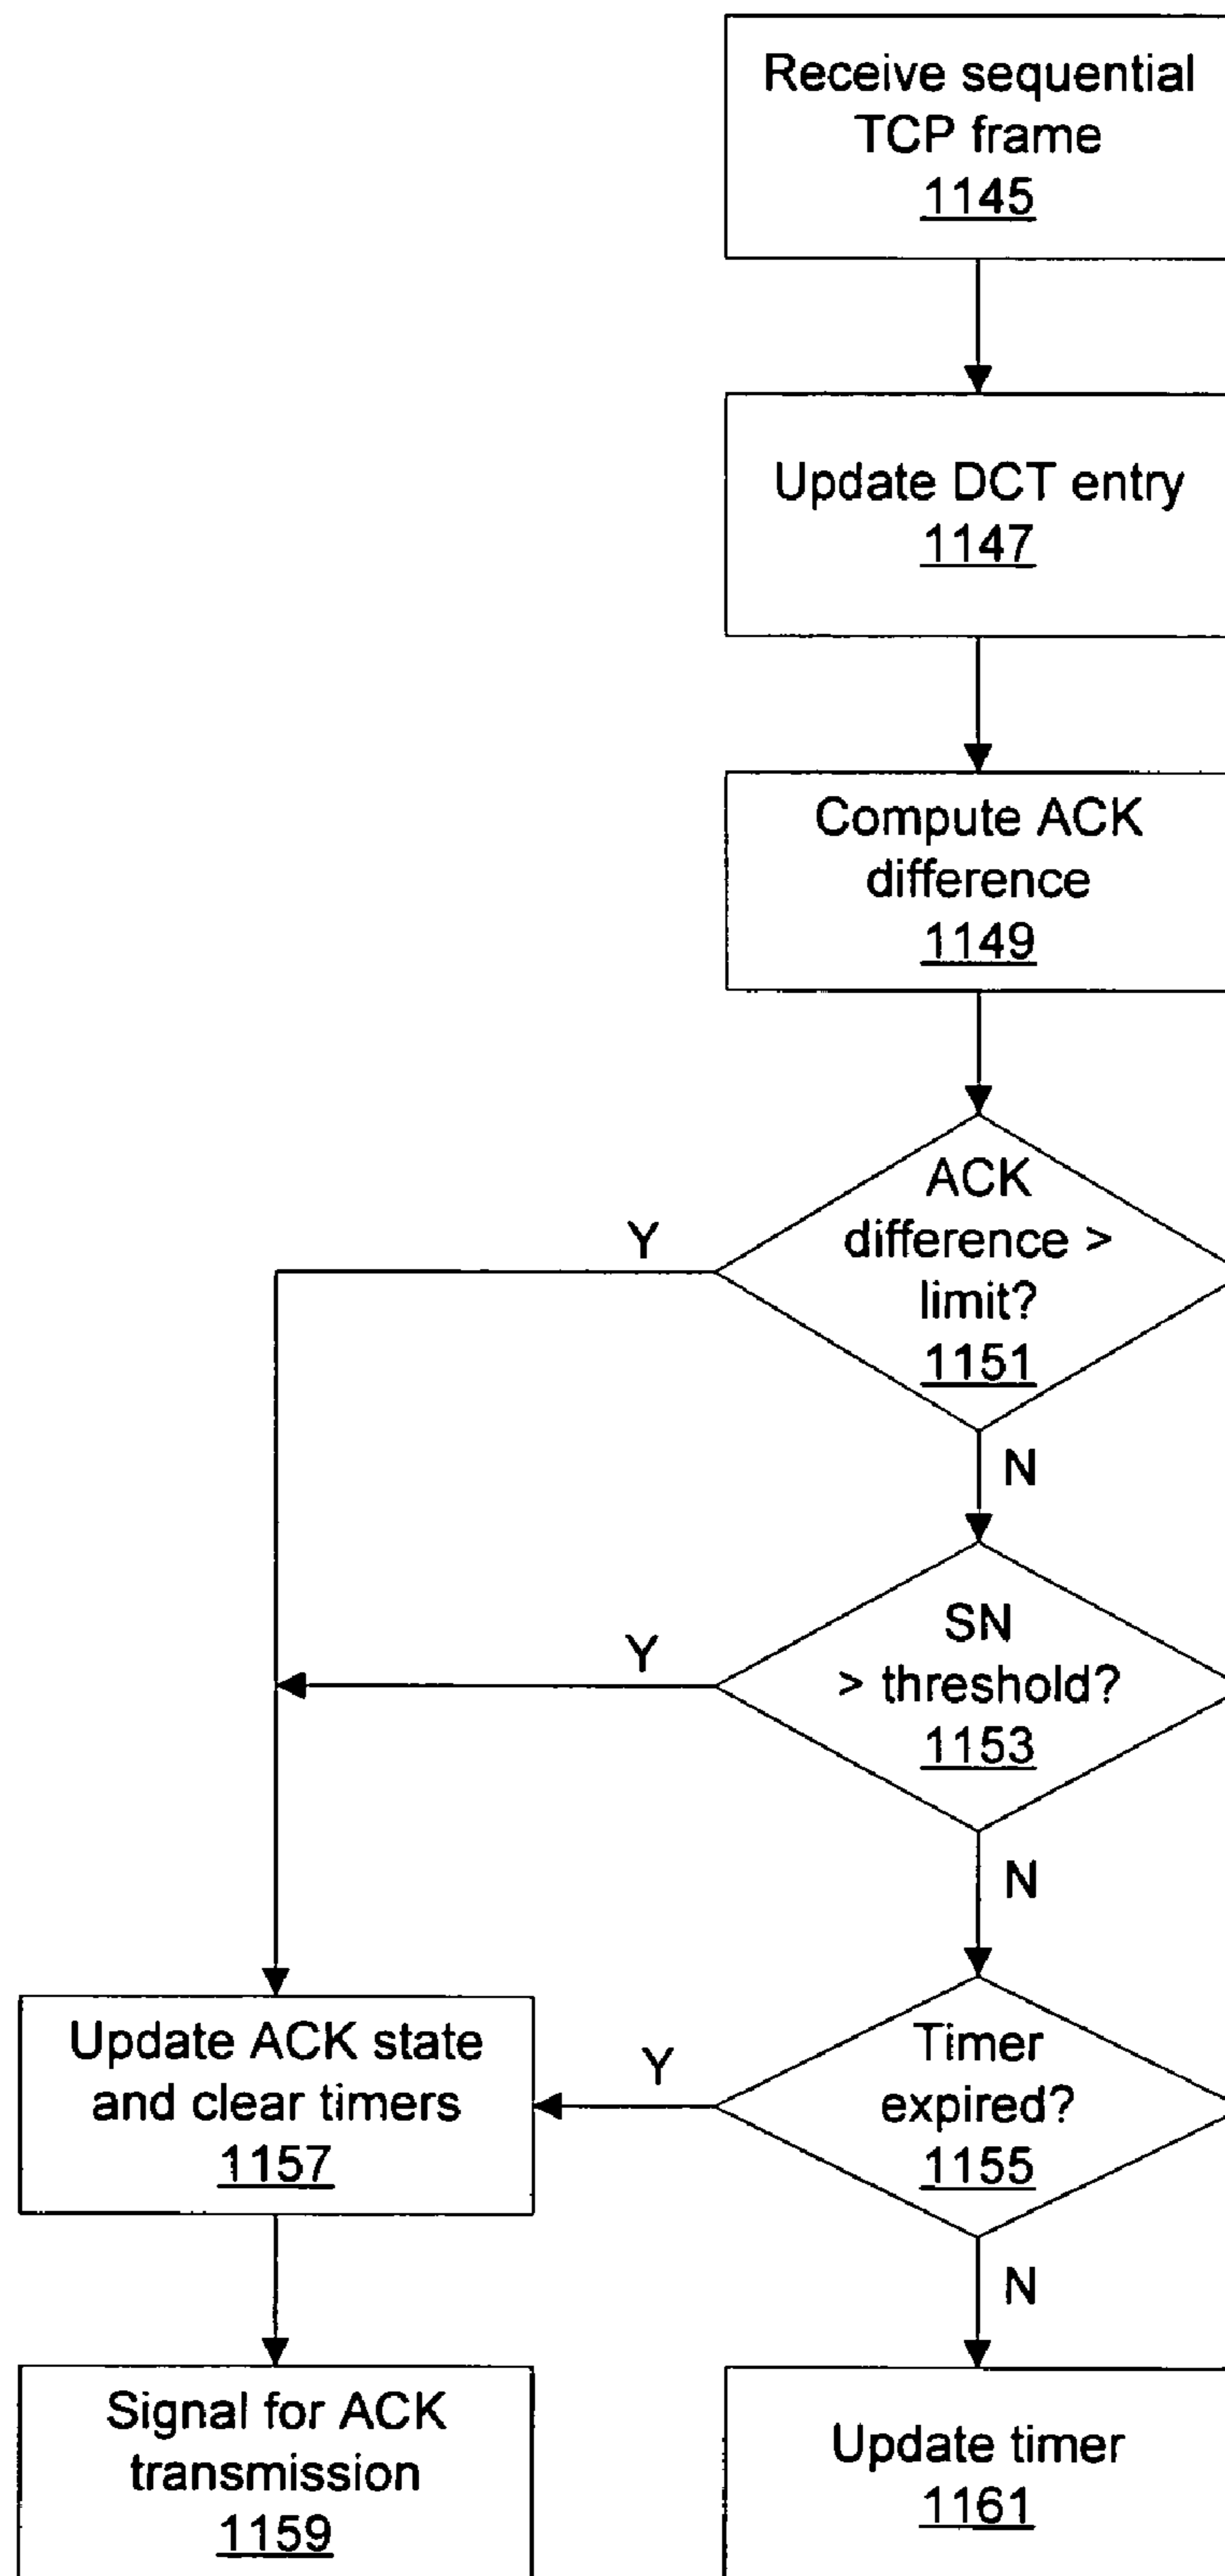 Receive sequential
TCP frame
1145
Update DCT entry
1147
Compute ACK
difference
1149
ACK
difference >
limit?
1151
Y
N
SN
> threshold?
1153
Y
N
Timer
expired?
1155
Y
N
Update ACK state
and clear timers
1157
Signal for ACK
transmission
1159
Update timer
1161